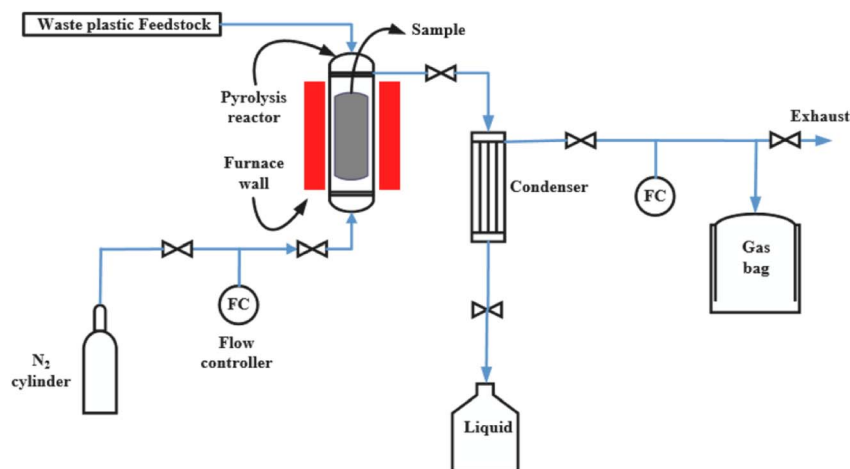 Waste plastic Feedstock
Sample
Pyrolysis
reactor
Exhaust
Furnace
wall
Condenser
FC
Gas
bag
FC
Flow
controller
N₂
cylinder
Liquid